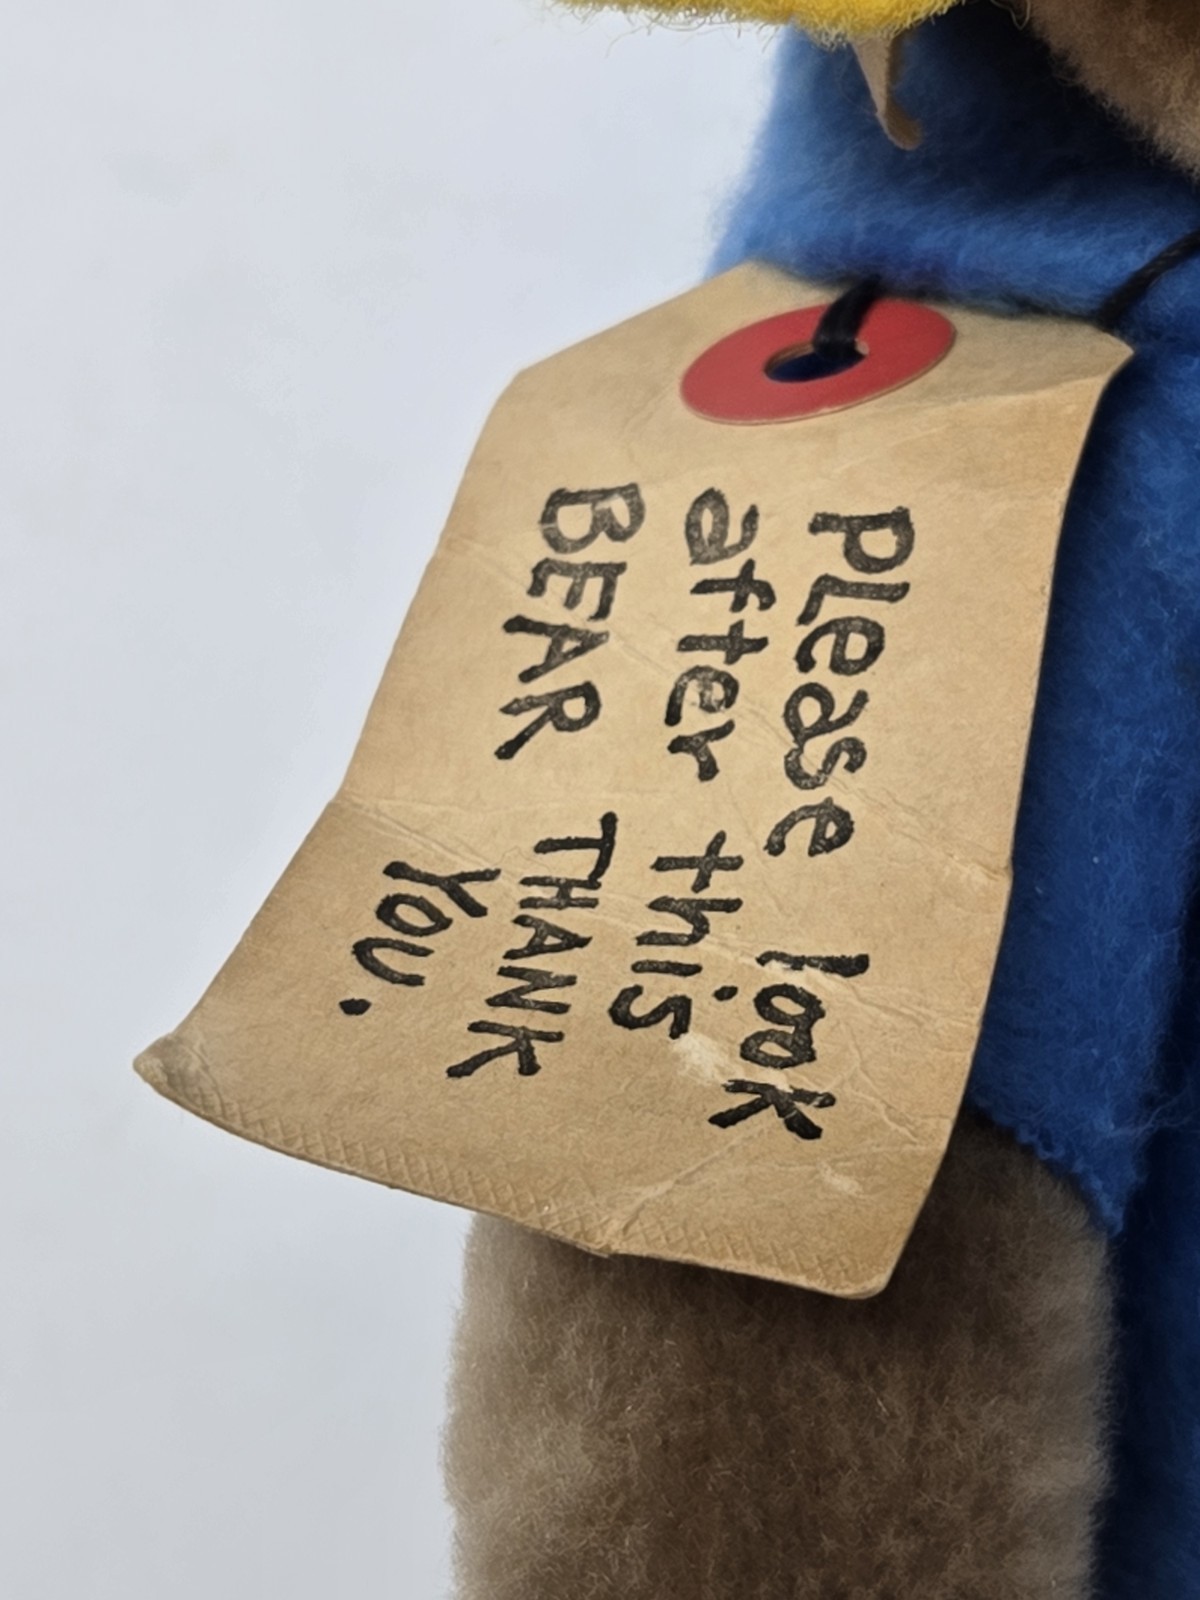 PLease look
after this
BEAR THANK
You.